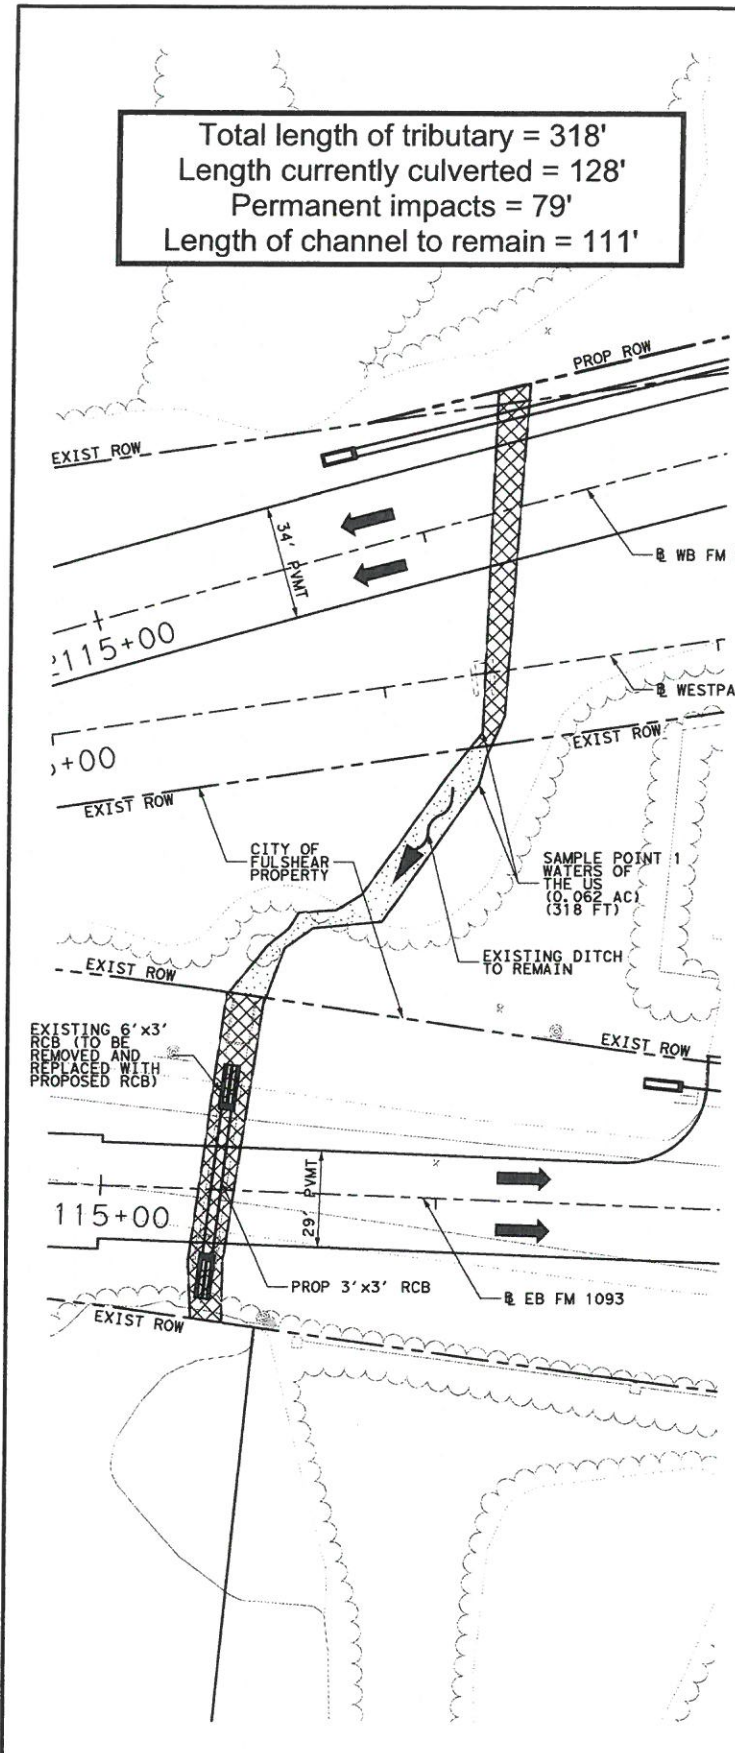 Total length of tributary = 318'
Length currently culverted = 128'
Permanent impacts = 79'
Length of channel to remain = 111'
PROP ROW
EXIST ROW
34' PVMT
℄ WB FM
2115+00
℄ WESTPA
EXIST ROW
+00
EXIST ROW
CITY OF
FULSHEAR
PROPERTY
SAMPLE POINT 1
WATERS OF
THE US
(0.062 AC)
(318 FT)
EXISTING DITCH
TO REMAIN
EXIST ROW
EXISTING 6'x3'
RCB (TO BE
REMOVED AND
REPLACED WITH
PROPOSED RCB)
EXIST ROW
29' PVMT
115+00
PROP 3'x3' RCB
℄ EB FM 1093
EXIST ROW